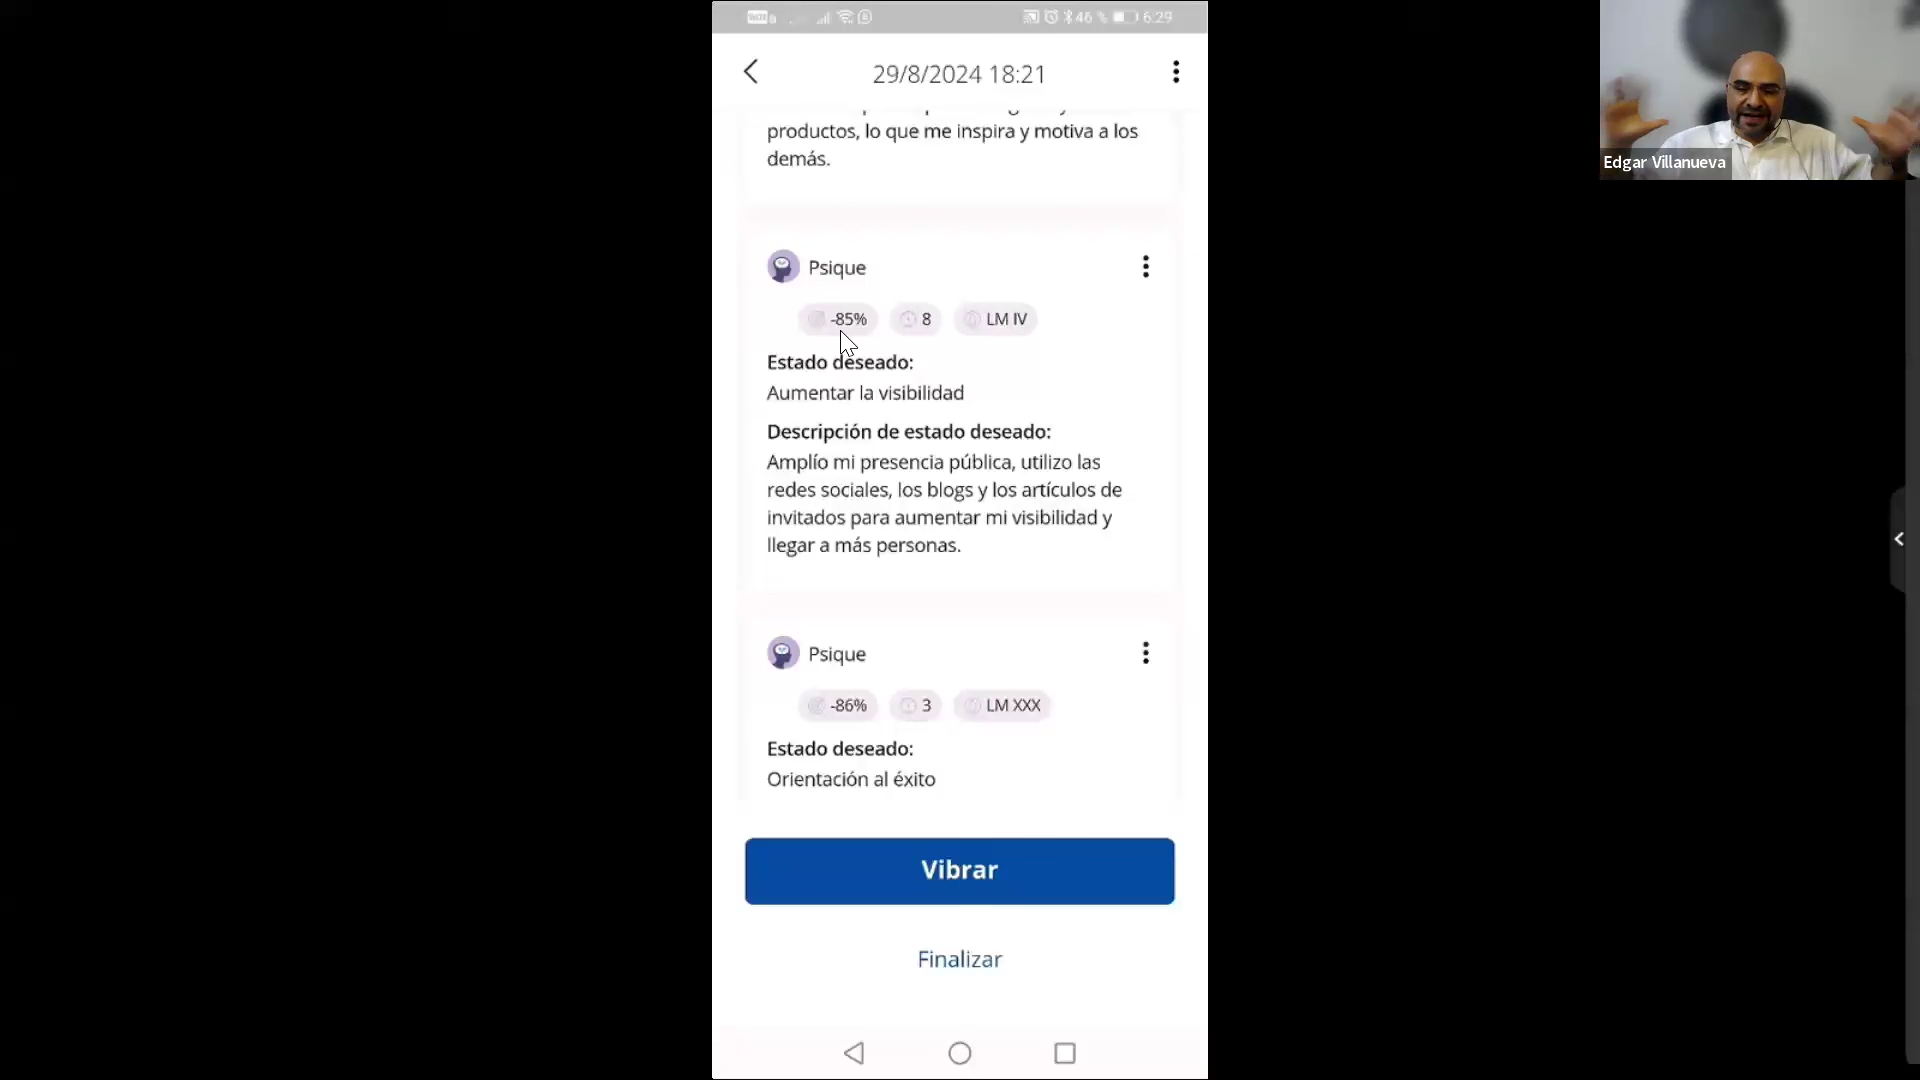 46 % 6:29
29/8/2024 18:21
productos, lo que me inspira y motiva a los
demás.
Edgar Villanueva
Psique
-85% 8 LM IV
Estado deseado:
Aumentar la visibilidad
Descripción de estado deseado:
Amplío mi presencia pública, utilizo las
redes sociales, los blogs y los artículos de
invitados para aumentar mi visibilidad y
llegar a más personas.
Psique
-86% 3 LM XXX
Estado deseado:
Orientación al éxito
Vibrar
Finalizar